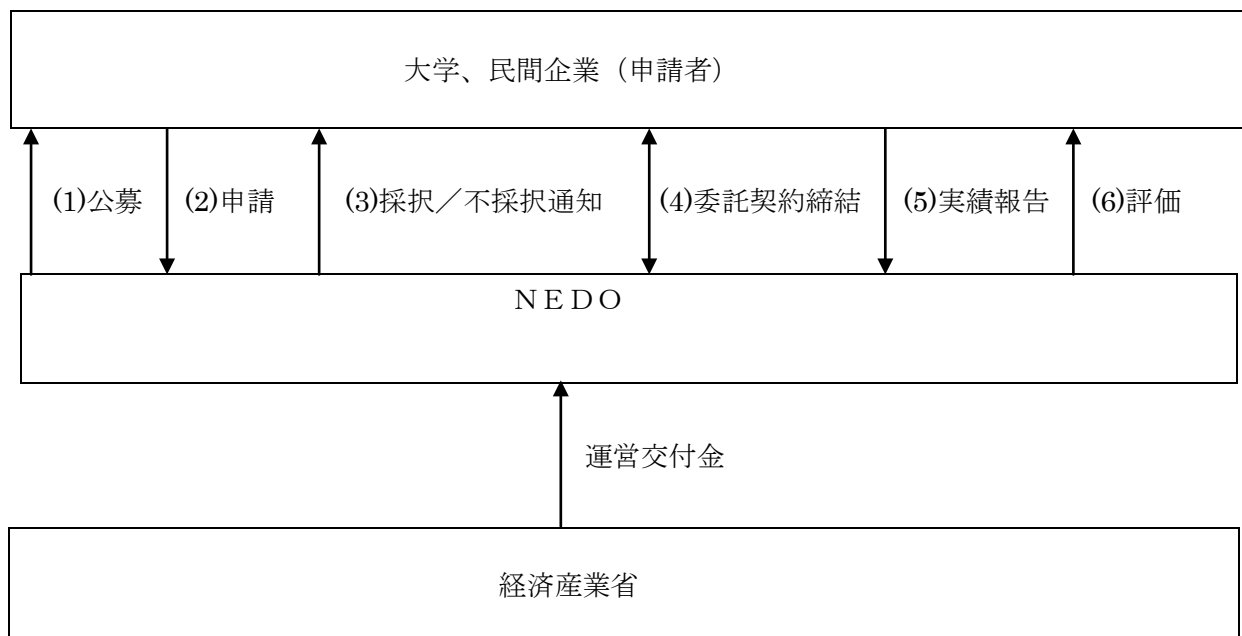 大学、民間企業（申請者）
(1)公募 (2)申請 (3)採択／不採択通知 (4)委託契約締結 (5)実績報告 (6)評価
ＮＥＤＯ
運営交付金
経済産業省